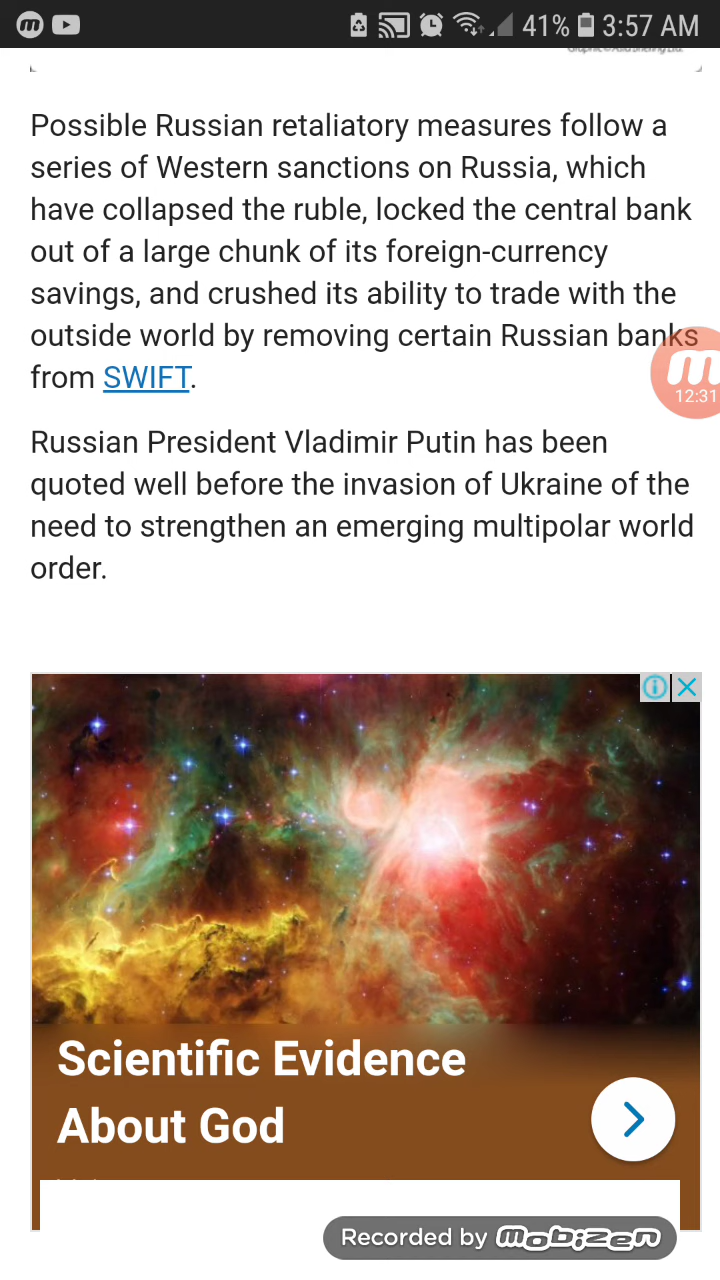 41% 3:57 AM
Possible Russian retaliatory measures follow a
series of Western sanctions on Russia, which
have collapsed the ruble, locked the central bank
out of a large chunk of its foreign-currency
savings, and crushed its ability to trade with the
outside world by removing certain Russian banks
from SWIFT.
m
12:31
Russian President Vladimir Putin has been
quoted well before the invasion of Ukraine of the
need to strengthen an emerging multipolar world
order.
Scientific Evidence
About God
Recorded by mobizen